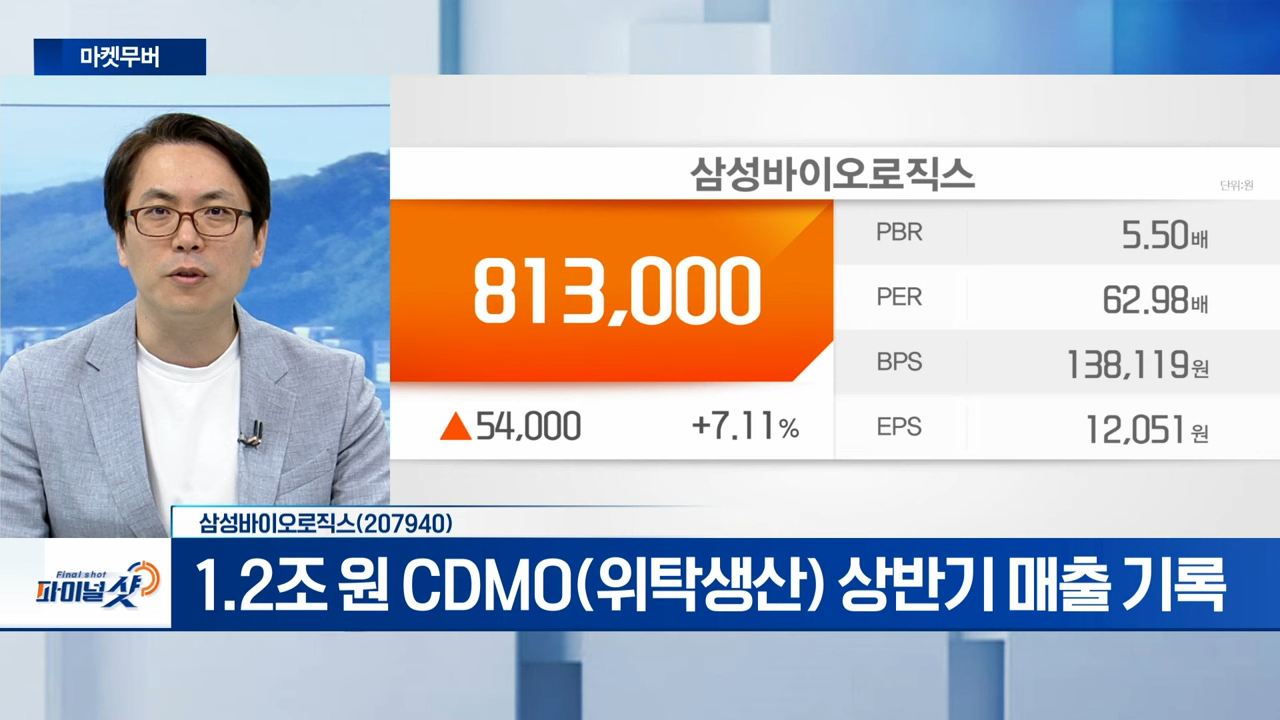 마켓무버
삼성바이오로직스
단위:원
813,000
▲54,000 +7.11%
PBR 5.50배
PER 62.98배
BPS 138,119원
EPS 12,051원
삼성바이오로직스(207940)
Final shot
파이널샷
1.2조 원 CDMO(위탁생산) 상반기 매출 기록